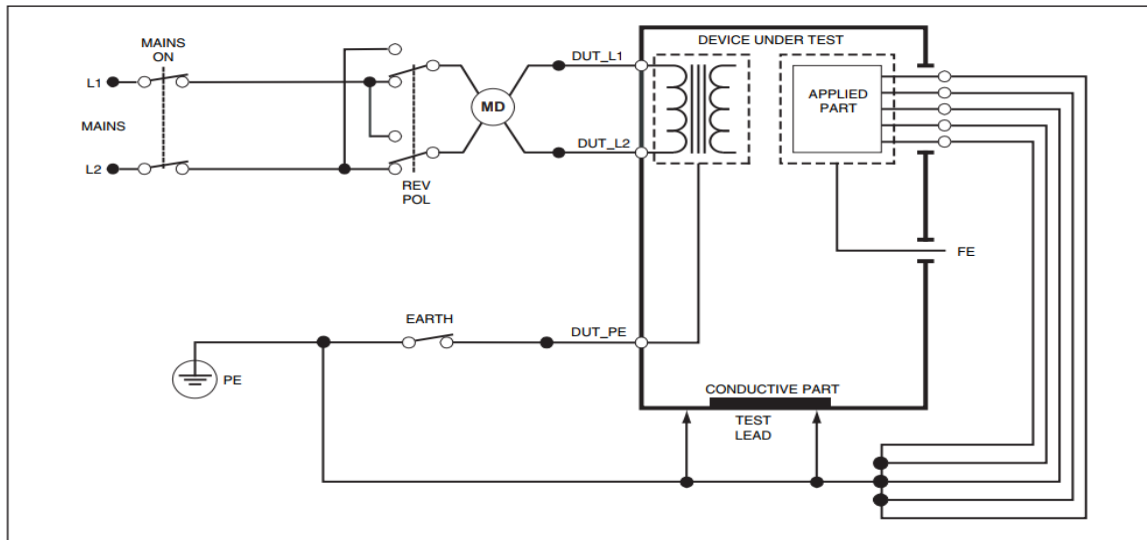 MAINS
ON
L1
MAINS
L2
REV
POL
MD
DUT_L1
DUT_L2
DEVICE UNDER TEST
APPLIED
PART
FE
EARTH
DUT_PE
PE
CONDUCTIVE PART
TEST
LEAD